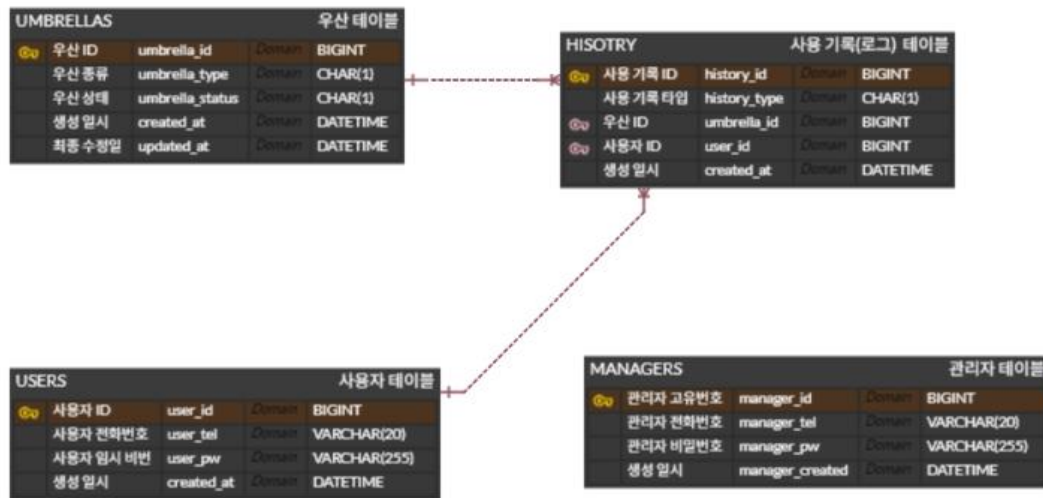 UMBRELLAS 우산 테이블
우산 ID umbrella_id Domain BIGINT
우산 종류 umbrella_type Domain CHAR(1)
우산 상태 umbrella_status Domain CHAR(1)
생성 일시 created_at Domain DATETIME
최종 수정일 updated_at Domain DATETIME
HISOTRY 사용 기록(로그) 테이블
사용 기록 ID history_id Domain BIGINT
사용 기록 타입 history_type Domain CHAR(1)
우산 ID umbrella_id Domain BIGINT
사용자 ID user_id Domain BIGINT
생성 일시 created_at Domain DATETIME
USERS 사용자 테이블
사용자 ID user_id Domain BIGINT
사용자 전화번호 user_tel Domain VARCHAR(20)
사용자 임시 비번 user_pw Domain VARCHAR(255)
생성 일시 created_at Domain DATETIME
MANAGERS 관리자 테이블
관리자 고유번호 manager_id Domain BIGINT
관리자 전화번호 manager_tel Domain VARCHAR(20)
관리자 비밀번호 manager_pw Domain VARCHAR(255)
생성 일시 manager_created Domain DATETIME